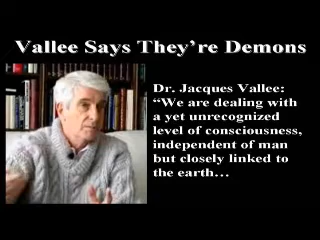 Vallee Says They're Demons
Dr. Jacques Vallee:
“We are dealing with
a yet unrecognized
level of consciousness,
independent of man
but closely linked to
the earth…